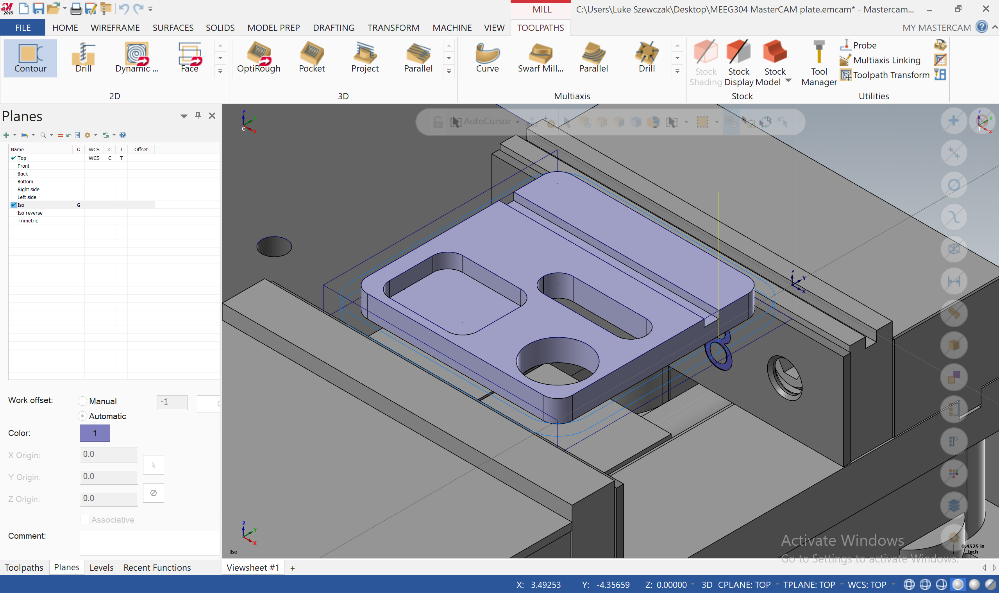 2018
MILL
C:\Users\Luke Szewczak\Desktop\MEEG304 MasterCAM plate.emcam* - Mastercam...
FILE HOME WIREFRAME SURFACES SOLIDS MODEL PREP DRAFTING TRANSFORM MACHINE VIEW TOOLPATHS MY MASTERCAM
Contour Drill Dynamic ... Face OptiRough Pocket Project Parallel Curve Swarf Mill... Parallel Drill
Stock Shading
Stock Display
Stock Model
Tool Manager
Probe
Multiaxis Linking
Toolpath Transform
2D 3D Multiaxis Stock Utilities
Planes
AutoCursor
Name G WCS C T Offset
Top WCS C T
Front
Back
Bottom
Right side
Left side
Iso G
Iso reverse
Trimetric
Z
Y
X
C
Z
Y
X
T
Z
Y
X
Work offset: Manual -1
Automatic
Color: 1
X Origin: 0.0
Y Origin: 0.0
Z Origin: 0.0
Associative
Comment:
Z
Y
X
Iso
Activate Windows
Go to Settings to activate Windows.
0.4525 in
Inch
Toolpaths Planes Levels Recent Functions
Viewsheet #1 +
X: 3.49253 Y: -4.35659 Z: 0.00000 3D CPLANE: TOP TPLANE: TOP WCS: TOP